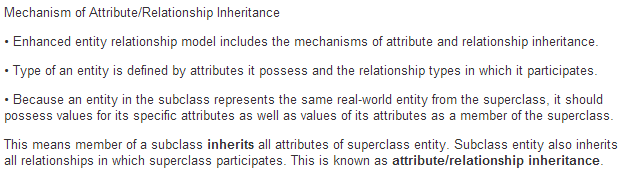 Mechanism of Attribute/Relationship Inheritance
• Enhanced entity relationship model includes the mechanisms of attribute and relationship inheritance.
• Type of an entity is defined by attributes it possess and the relationship types in which it participates.
• Because an entity in the subclass represents the same real-world entity from the superclass, it should
possess values for its specific attributes as well as values of its attributes as a member of the superclass.
This means member of a subclass inherits all attributes of superclass entity. Subclass entity also inherits
all relationships in which superclass participates. This is known as attribute/relationship inheritance.